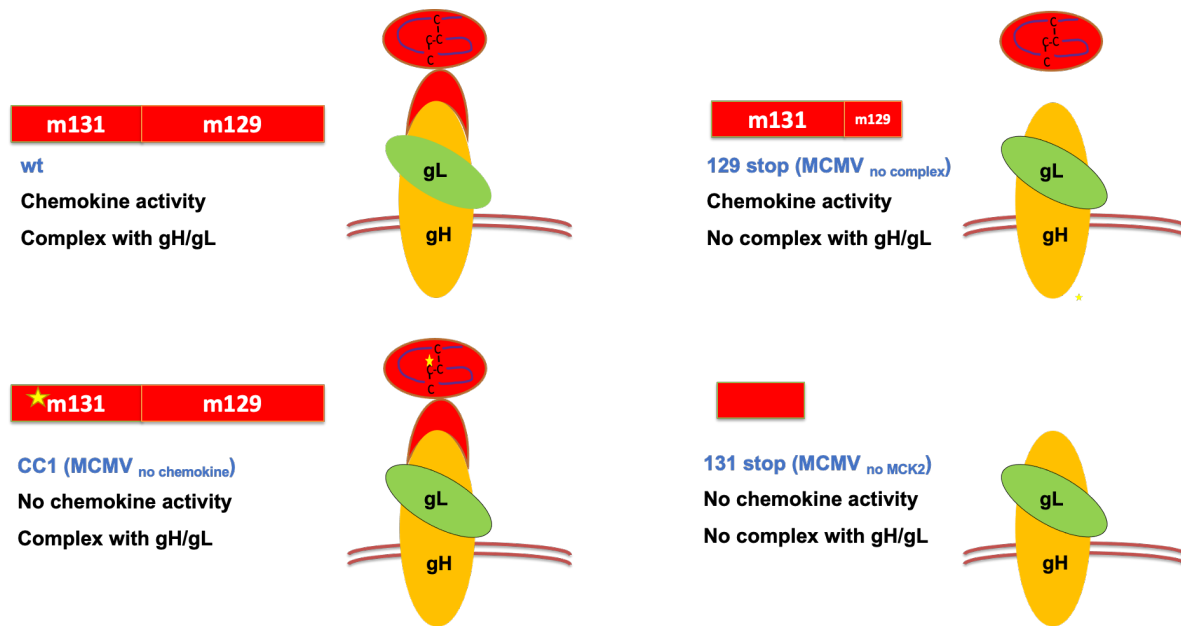 C
C-C
C
m131 m129
wt
Chemokine activity
Complex with gH/gL
gL
gH
C
C-C
C
m131 m129
129 stop (MCMV no complex)
Chemokine activity
No complex with gH/gL
gL
gH
C
C-C
C
m131 m129
CC1 (MCMV no chemokine)
No chemokine activity
Complex with gH/gL
gL
gH
131 stop (MCMV no MCK2)
No chemokine activity
No complex with gH/gL
gL
gH